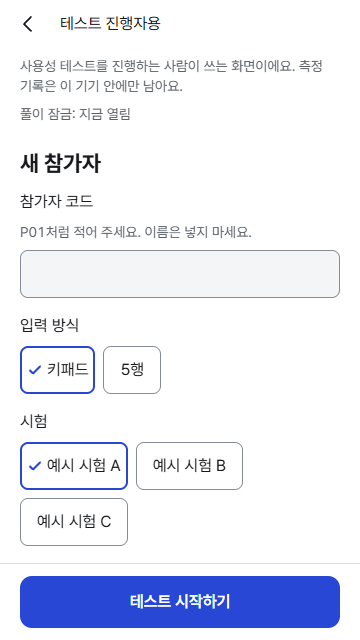 테스트 진행자용
사용성 테스트를 진행하는 사람이 쓰는 화면이에요. 측정
기록은 이 기기 안에만 남아요.
풀이 잠금: 지금 열림
새 참가자
참가자 코드
P01처럼 적어 주세요. 이름은 넣지 마세요.
입력 방식
키패드
5행
시험
예시 시험 A
예시 시험 B
예시 시험 C
테스트 시작하기